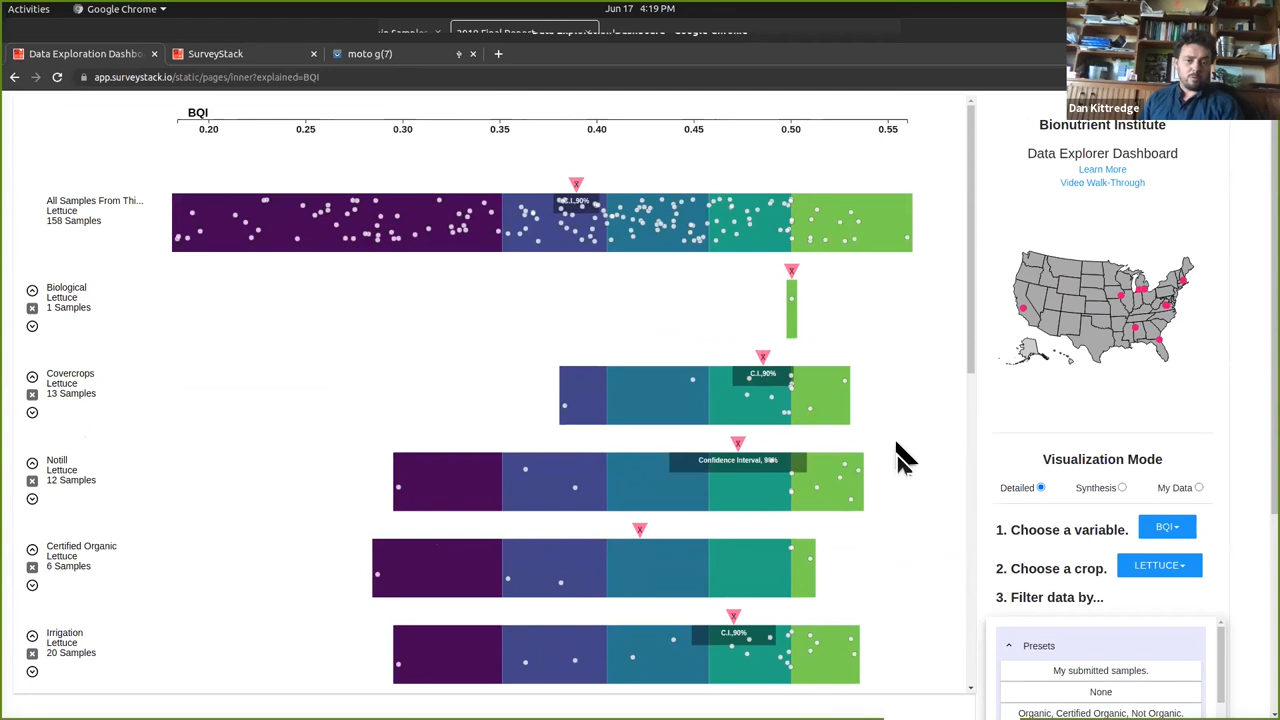 Activities
Google Chrome
Jun 17 4:19 PM
Data Exploration Dashbo
SurveyStack
moto g(7)
app.surveystack.io/static/pages/Inner?explained=BQI
Dan Kittredge
BQI
0.20 0.25 0.30 0.35 0.40 0.45 0.50 0.55
All Samples From Thi...
Lettuce
158 Samples
C.I.,90%
Biological
Lettuce
1 Samples
Covercrops
Lettuce
13 Samples
C.I.,90%
Notill
Lettuce
12 Samples
Confidence Interval, 90%
Certified Organic
Lettuce
6 Samples
Irrigation
Lettuce
20 Samples
C.I.,90%
Bionutrient Institute
Data Explorer Dashboard
Learn More
Video Walk-Through
Visualization Mode
Detailed Synthesis My Data
1. Choose a variable. BQI
2. Choose a crop. LETTUCE
3. Filter data by...
Presets
My submitted samples.
None
Organic, Certified Organic, Not Organic.